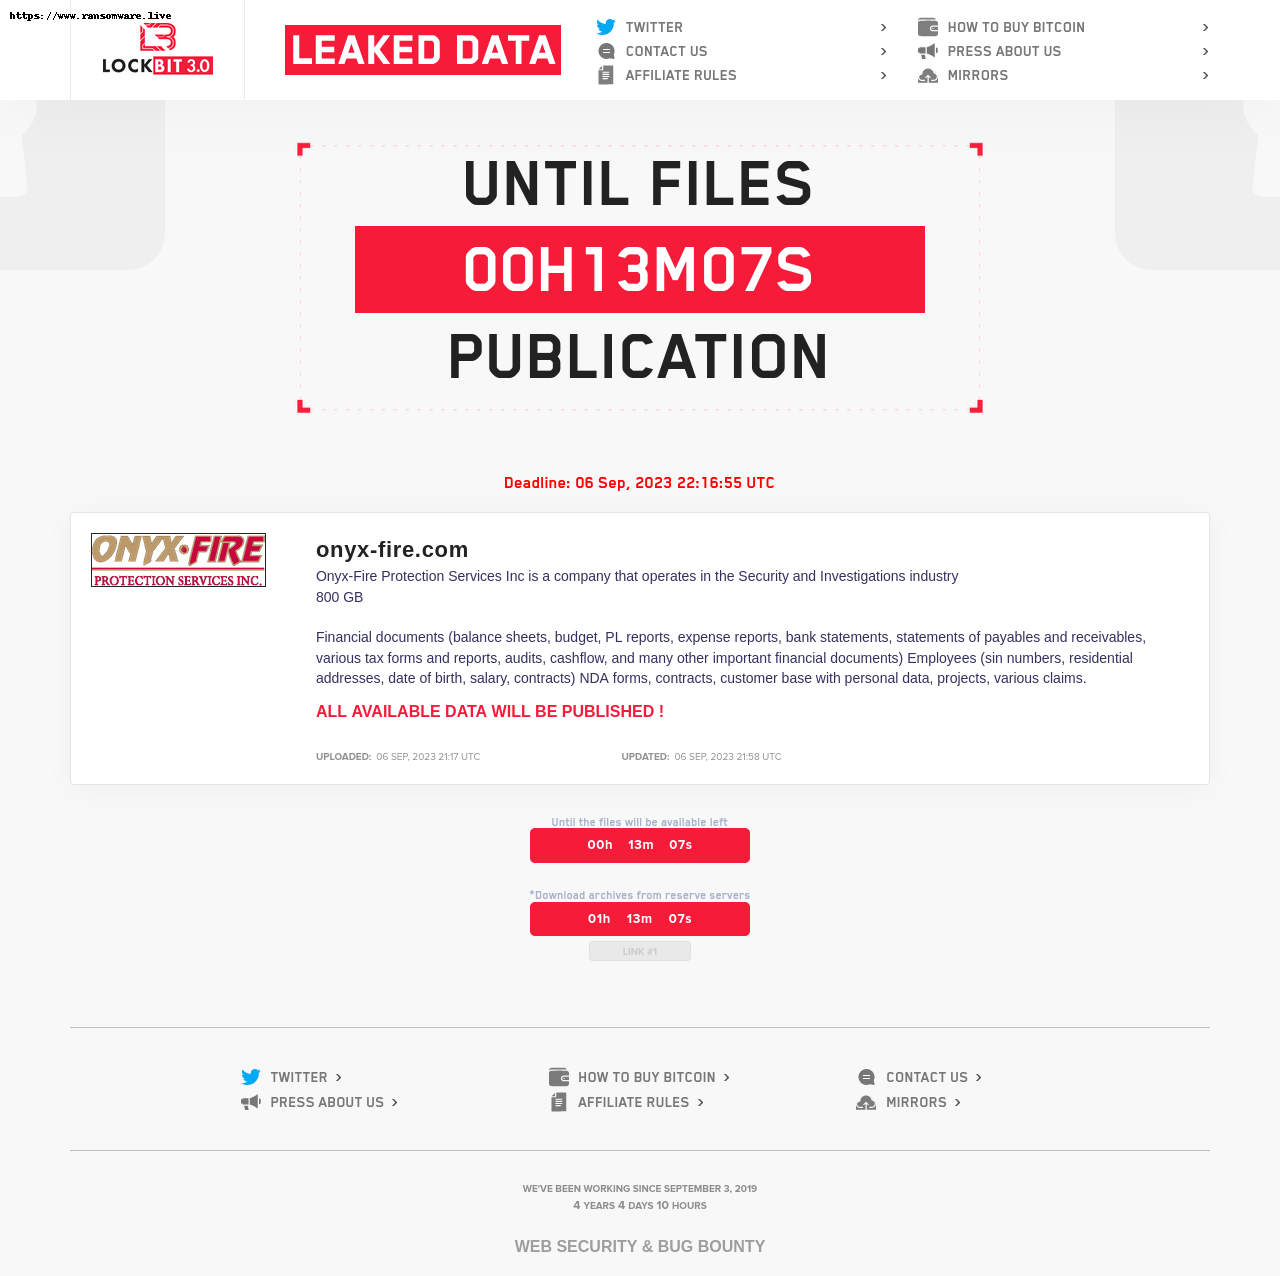 https://www.ransomware.live
LOCKBIT 3.0
LEAKED DATA
TWITTER
CONTACT US
AFFILIATE RULES
HOW TO BUY BITCOIN
PRESS ABOUT US
MIRRORS
UNTIL FILES
00H13M07S
PUBLICATION
Deadline: 06 Sep, 2023 22:16:55 UTC
ONYX·FIRE
PROTECTION SERVICES INC.
onyx-fire.com
Onyx-Fire Protection Services Inc is a company that operates in the Security and Investigations industry
800 GB
Financial documents (balance sheets, budget, PL reports, expense reports, bank statements, statements of payables and receivables,
various tax forms and reports, audits, cashflow, and many other important financial documents) Employees (sin numbers, residential
addresses, date of birth, salary, contracts) NDA forms, contracts, customer base with personal data, projects, various claims.
ALL AVAILABLE DATA WILL BE PUBLISHED !
UPLOADED: 06 SEP, 2023 21:17 UTC
UPDATED: 06 SEP, 2023 21:58 UTC
Until the files will be available left
00h 13m 07s
*Download archives from reserve servers
01h 13m 07s
LINK #1
TWITTER
HOW TO BUY BITCOIN
CONTACT US
PRESS ABOUT US
AFFILIATE RULES
MIRRORS
WE'VE BEEN WORKING SINCE SEPTEMBER 3, 2019
4 YEARS 4 DAYS 10 HOURS
WEB SECURITY & BUG BOUNTY